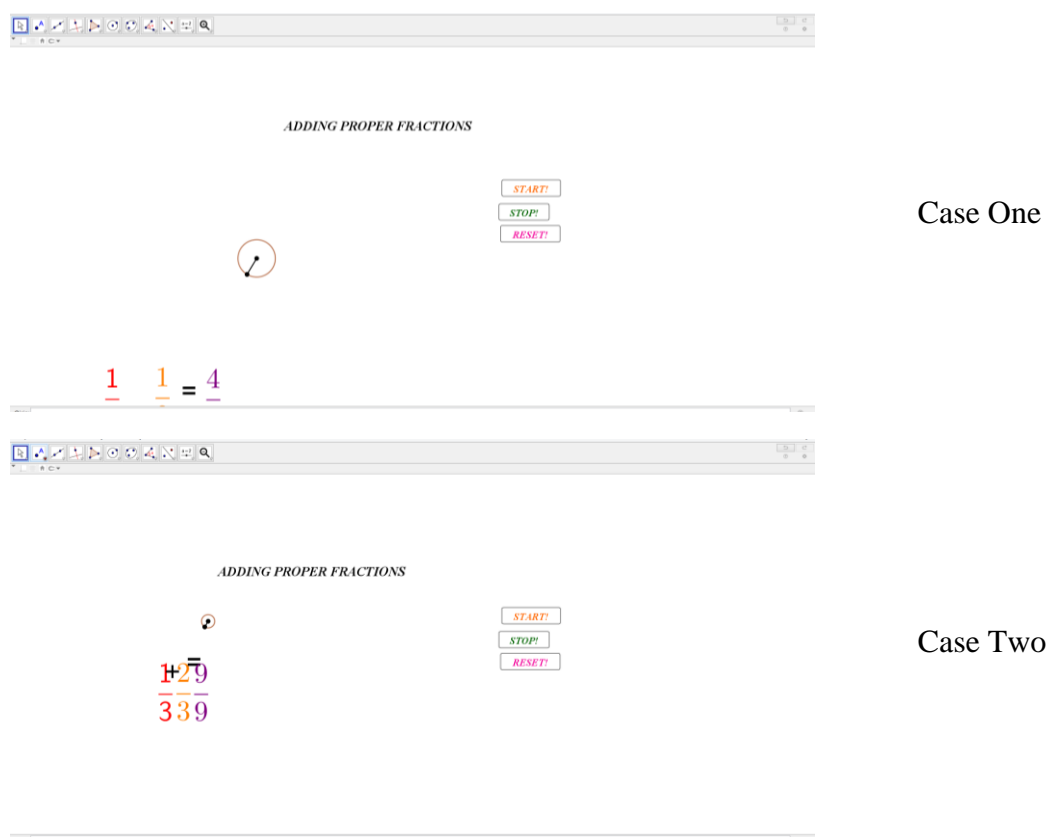 ADDING PROPER FRACTIONS
START!
STOP!
RESET!
Case One
1 1 = 4
ADDING PROPER FRACTIONS
START!
STOP!
RESET!
Case Two
1 + 2 = 9
3 3 9